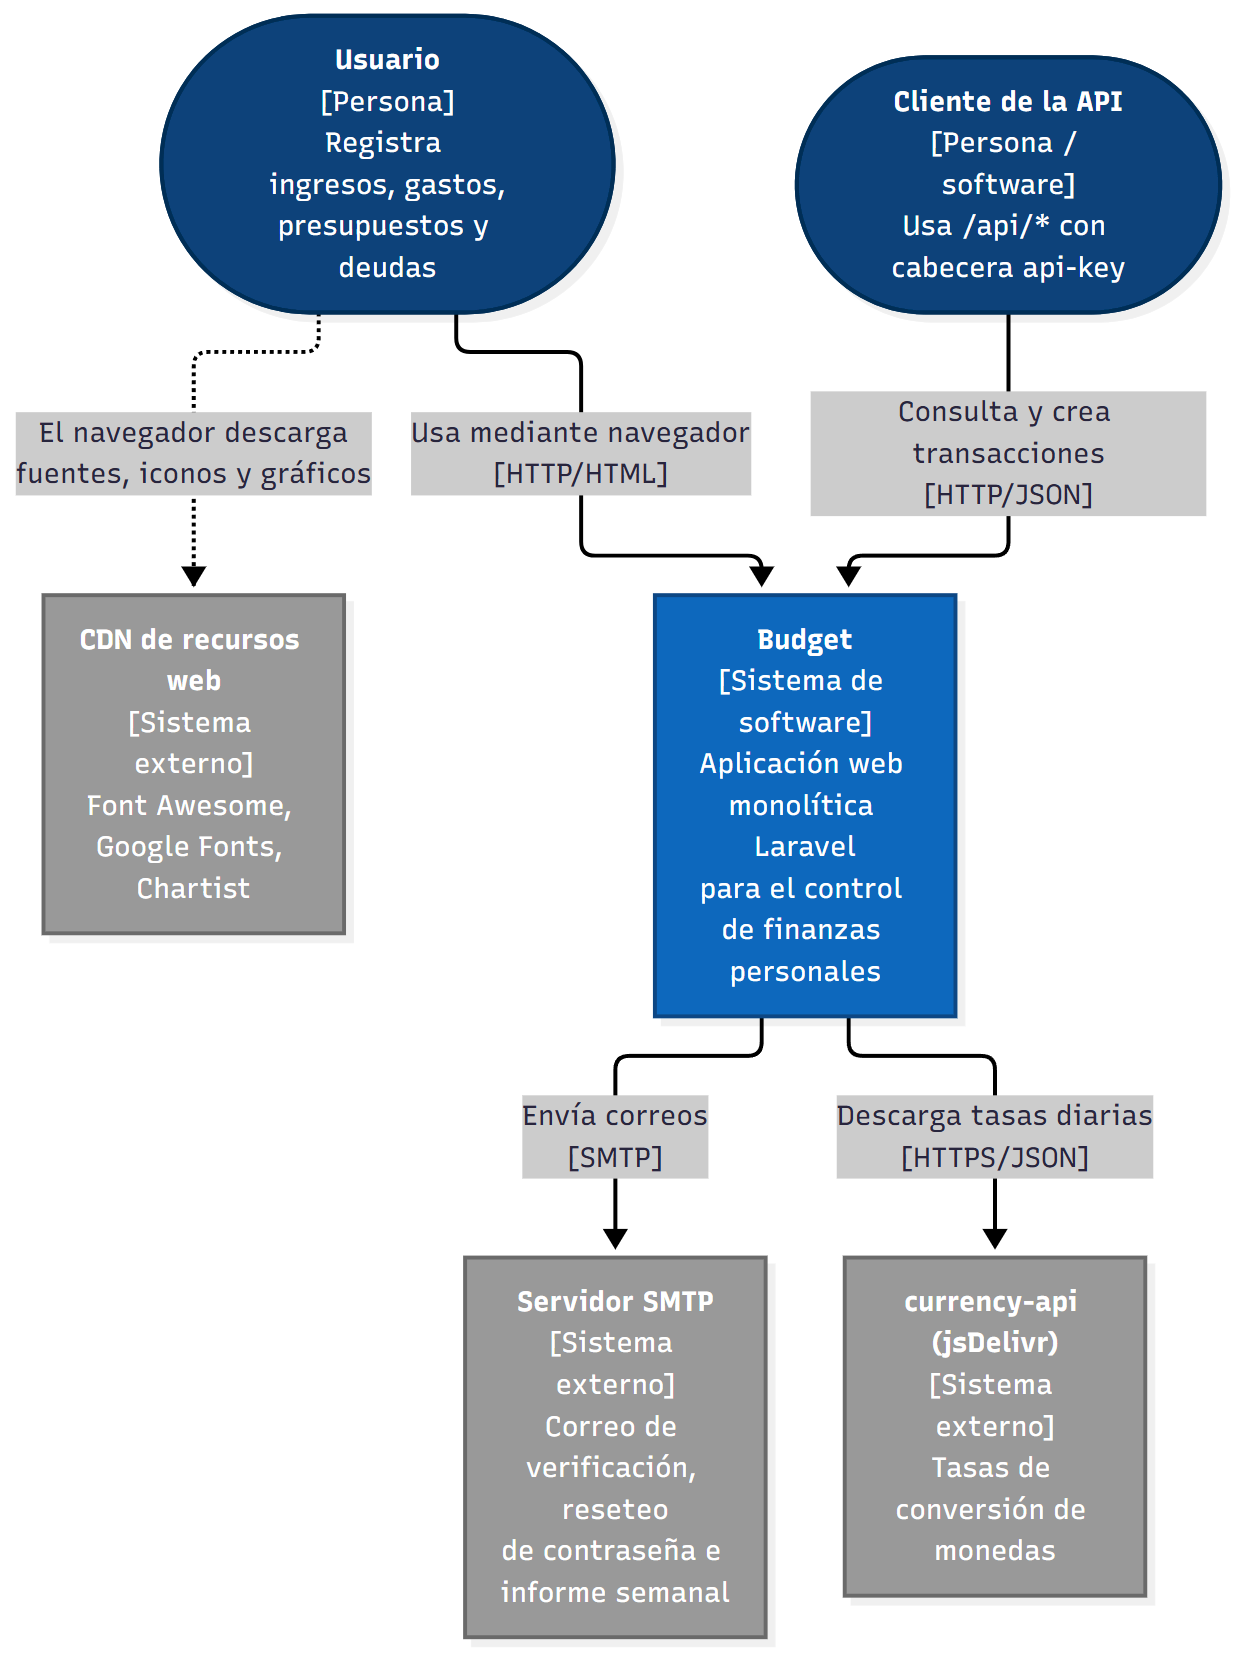 Usuario
[Persona]
Registra
ingresos, gastos,
presupuestos y
deudas
Cliente de la API
[Persona /
software]
Usa /api/* con
cabecera api-key
El navegador descarga
fuentes, iconos y gráficos
Usa mediante navegador
[HTTP/HTML]
Consulta y crea
transacciones
[HTTP/JSON]
CDN de recursos
web
[Sistema
externo]
Font Awesome,
Google Fonts,
Chartist
Budget
[Sistema de
software]
Aplicación web
monolítica
Laravel
para el control
de finanzas
personales
Envía correos
[SMTP]
Descarga tasas diarias
[HTTPS/JSON]
Servidor SMTP
[Sistema
externo]
Correo de
verificación,
reseteo
de contraseña e
informe semanal
currency-api
(jsDelivr)
[Sistema
externo]
Tasas de
conversión de
monedas